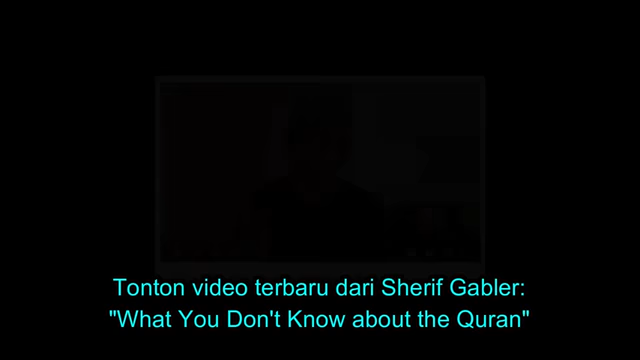 Tonton video terbaru dari Sherif Gabler:
"What You Don't Know about the Quran"